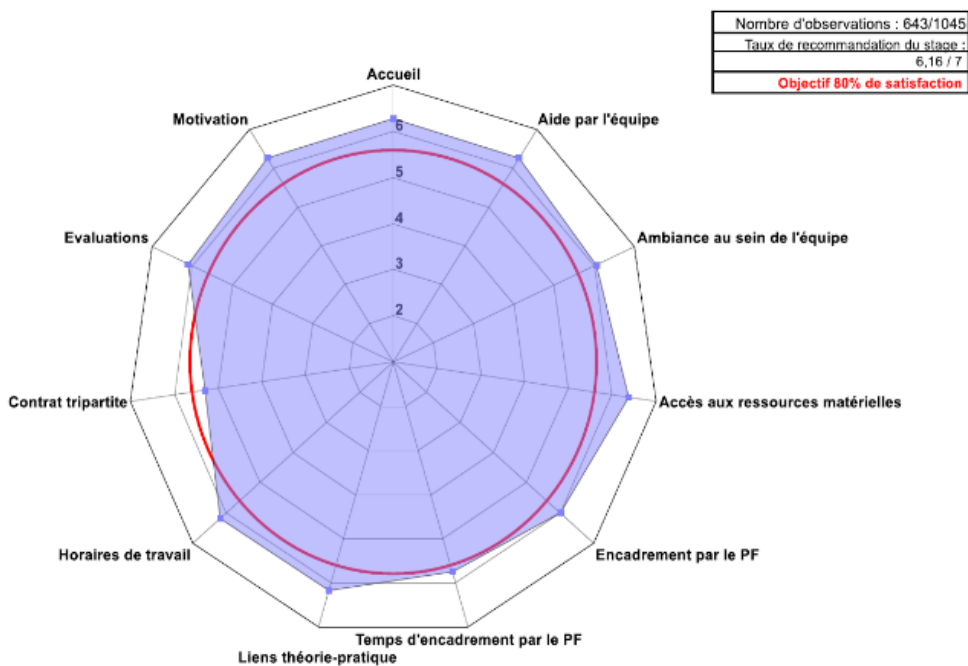 Nombre d'observations : 643/1045
Taux de recommandation du stage :
6,16 / 7
Objectif 80% de satisfaction
Accueil
Motivation
Aide par l'équipe
6
5
Evaluations
Ambiance au sein de l'équipe
4
3
2
Contrat tripartite
Accès aux ressources matérielles
Horaires de travail
Encadrement par le PF
Temps d'encadrement par le PF
Liens théorie-pratique